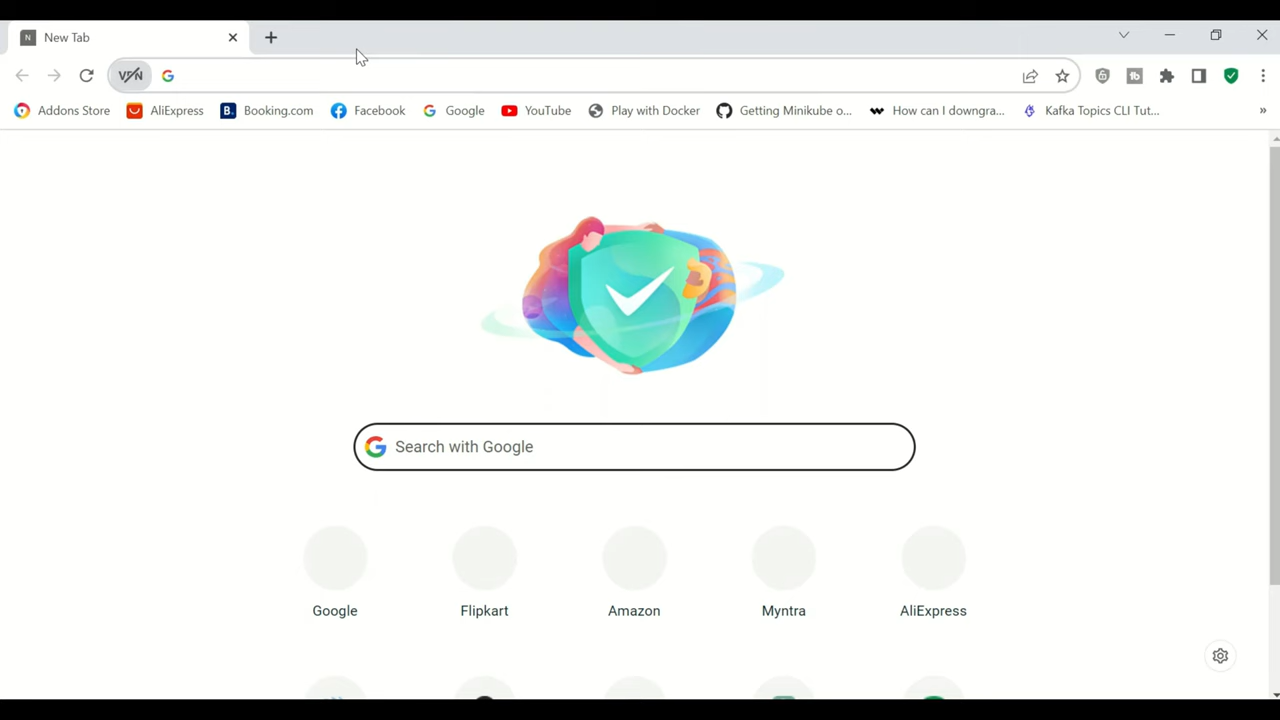 New Tab
VPN
Addons Store AliExpress Booking.com Facebook Google YouTube Play with Docker Getting Minikube o... How can I downgra... Kafka Topics CLI Tut... »
Search with Google
Google Flipkart Amazon Myntra AliExpress